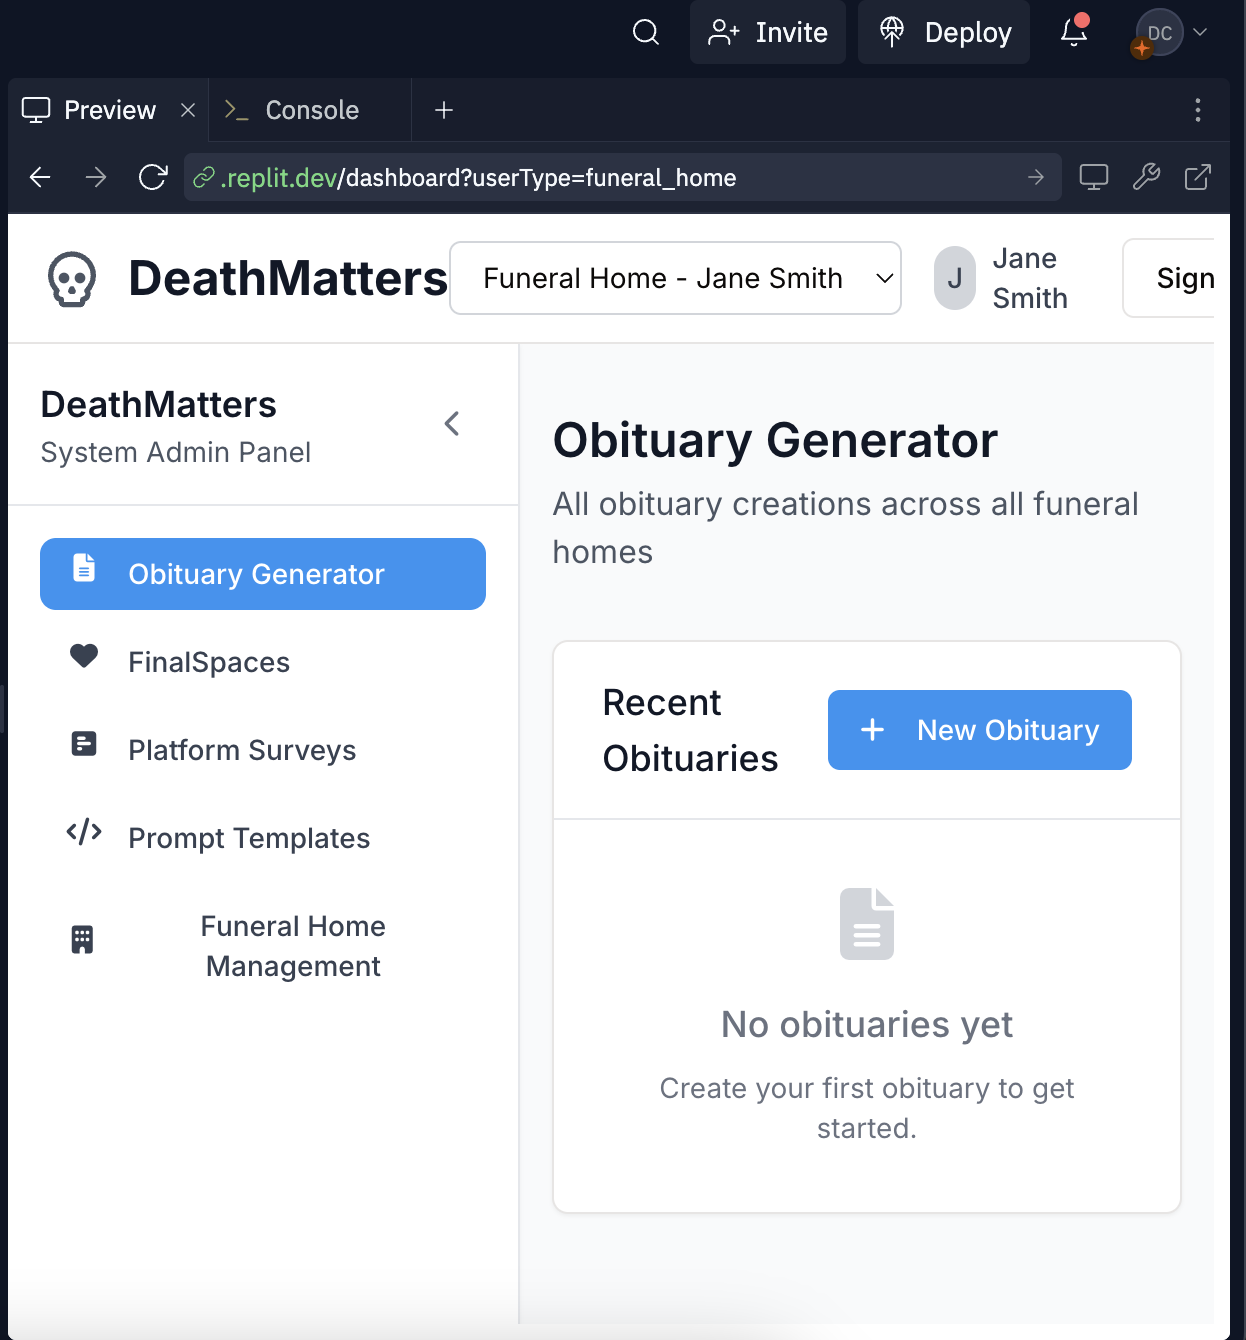 Invite
Deploy
DC
Preview
Console
.replit.dev/dashboard?userType=funeral_home
DeathMatters
Funeral Home - Jane Smith
J
Jane
Smith
Sign
DeathMatters
System Admin Panel
Obituary Generator
FinalSpaces
Platform Surveys
Prompt Templates
Funeral Home
Management
Obituary Generator
All obituary creations across all funeral
homes
Recent
Obituaries
New Obituary
No obituaries yet
Create your first obituary to get
started.